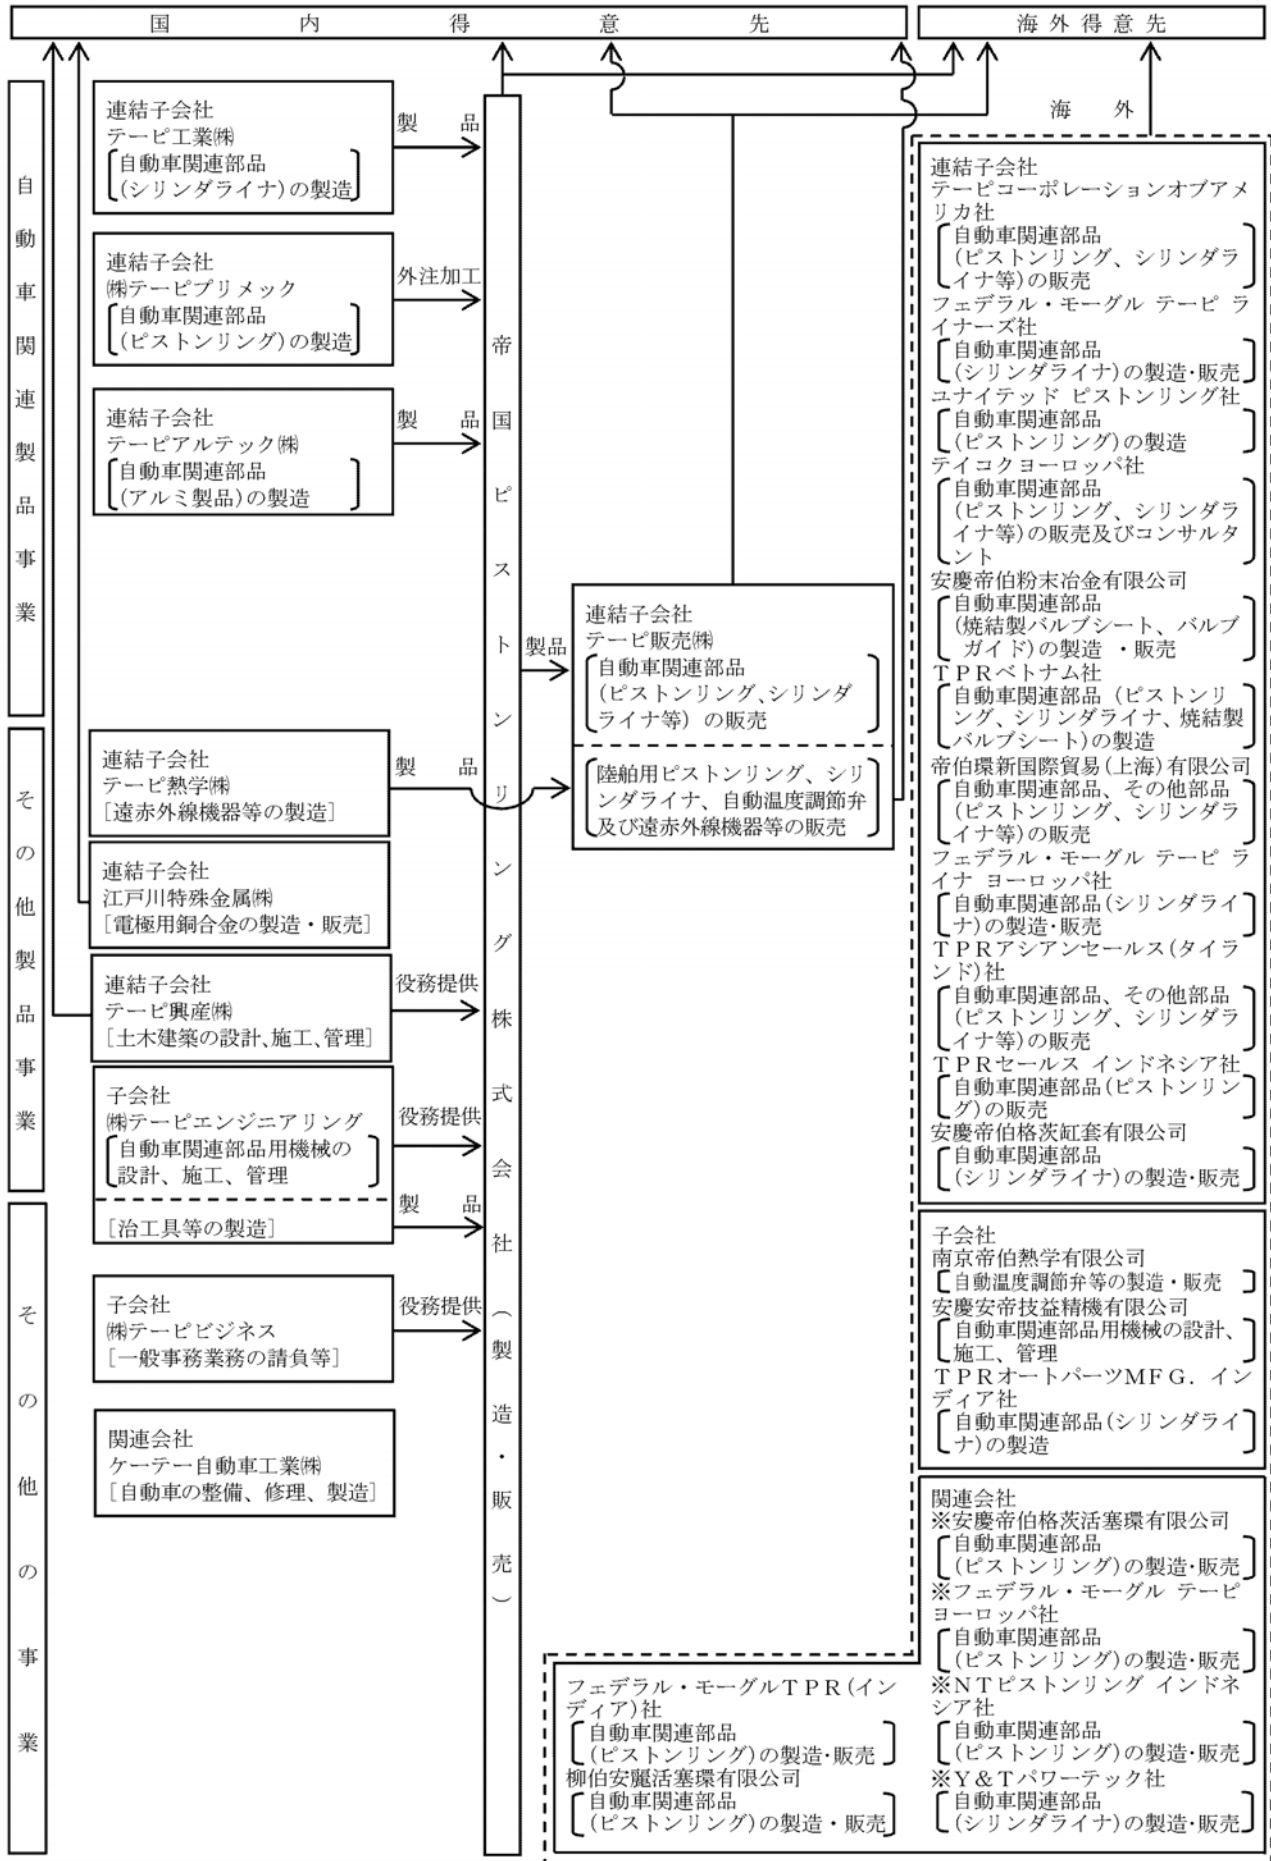 国内得意先
海外得意先
海外
自動車関連製品事業
連結子会社
テーピ工業㈱
自動車関連部品
(シリンダライナ)の製造
製品
連結子会社
㈱テーピプリメック
自動車関連部品
(ピストンリング)の製造
外注加工
連結子会社
テーピアルテック㈱
自動車関連部品
(アルミ製品)の製造
製品
その他製品事業
連結子会社
テーピ熱学㈱
[遠赤外線機器等の製造]
製品
連結子会社
江戸川特殊金属㈱
[電極用銅合金の製造・販売]
連結子会社
テーピ興産㈱
[土木建築の設計、施工、管理]
役務提供
子会社
㈱テーピエンジニアリング
自動車関連部品用機械の
設計、施工、管理
役務提供
[治工具等の製造]
製品
その他の事業
子会社
㈱テーピビジネス
[一般事務業務の請負等]
役務提供
関連会社
ケーテー自動車工業㈱
[自動車の整備、修理、製造]
帝国ピストンリング株式会社(製造・販売)
製品
連結子会社
テーピ販売㈱
自動車関連部品
(ピストンリング、シリンダ
ライナ等)の販売
陸舶用ピストンリング、シリ
ンダライナ、自動温度調節弁
及び遠赤外線機器等の販売
連結子会社
テーピコーポレーションオブアメ
リカ社
自動車関連部品
(ピストンリング、シリンダラ
イナ等)の販売
フェデラル・モーグル テーピ ラ
イナーズ社
自動車関連部品
(シリンダライナ)の製造・販売
ユナイテッド ピストンリング社
自動車関連部品
(ピストンリング)の製造
テイコクヨーロッパ社
自動車関連部品
(ピストンリング、シリンダラ
イナ等)の販売及びコンサルタ
ント
安慶帝伯粉末冶金有限公司
自動車関連部品
(焼結製バルブシート、バルブ
ガイド)の製造 ・販売
TPRベトナム社
自動車関連部品(ピストンリ
ング、シリンダライナ、焼結製
バルブシート)の製造
帝伯環新国際貿易(上海)有限公司
自動車関連部品、その他部品
(ピストンリング、シリンダラ
イナ等)の販売
フェデラル・モーグル テーピ ラ
イナ ヨーロッパ社
自動車関連部品(シリンダライ
ナ)の製造・販売
TPRアシアンセールス(タイラ
ンド)社
自動車関連部品、その他部品
(ピストンリング、シリンダラ
イナ等)の販売
TPRセールス インドネシア社
自動車関連部品(ピストンリン
グ)の販売
安慶帝伯格茨缸套有限公司
自動車関連部品
(シリンダライナ)の製造・販売
子会社
南京帝伯熱学有限公司
自動温度調節弁等の製造・販売
安慶安帝技益精機有限公司
自動車関連部品用機械の設計、
施工、管理
TPRオートパーツMFG.イン
ディア社
自動車関連部品(シリンダライ
ナ)の製造
関連会社
※安慶帝伯格茨活塞環有限公司
自動車関連部品
(ピストンリング)の製造・販売
※フェデラル・モーグル テーピ
ヨーロッパ社
自動車関連部品
(ピストンリング)の製造・販売
※NTピストンリング インドネ
シア社
自動車関連部品
(ピストンリング)の製造・販売
※Y&Tパワーテック社
自動車関連部品
(シリンダライナ)の製造・販売
フェデラル・モーグルTPR(イン
ディア)社
自動車関連部品
(ピストンリング)の製造・販売
柳伯安麗活塞環有限公司
自動車関連部品
(ピストンリング)の製造・販売